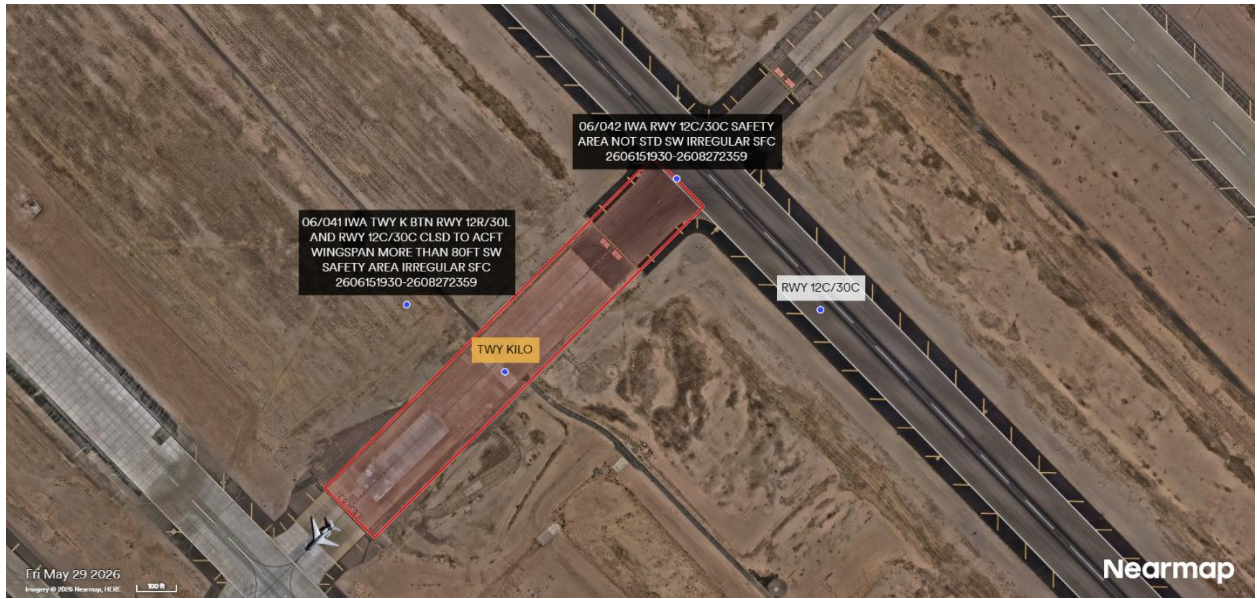 06/042 IWA RWY 12C/30C SAFETY
AREA NOT STD SW IRREGULAR SFC
2606151930-2608272359
06/041 IWA TWY K BTN RWY 12R/30L
AND RWY 12C/30C CLSD TO ACFT
WINGSPAN MORE THAN 80FT SW
SAFETY AREA IRREGULAR SFC
2606151930-2608272359
RWY 12C/30C
TWY KILO
Fri May 29 2026
Imagery © 2026 Nearmap, HERE
100 ft
Nearmap